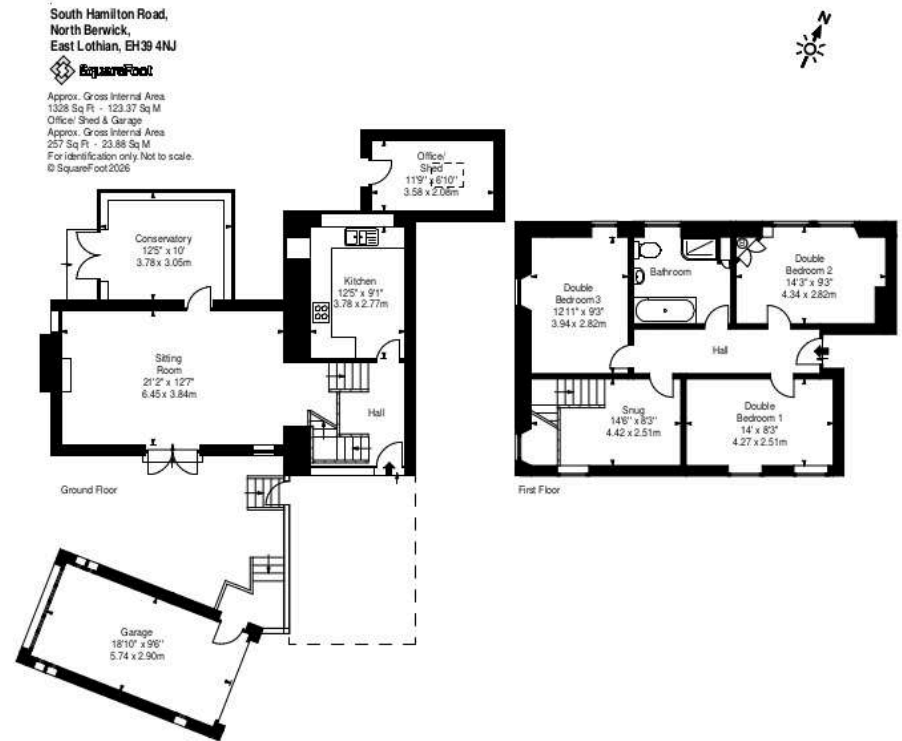 South Hamilton Road,
North Berwick,
East Lothian, EH39 4NJ
SquareFoot
Approx. Gross Internal Area
1328 Sq Ft - 123.37 Sq M
Office/ Shed & Garage
Approx. Gross Internal Area
257 Sq Ft - 23.88 Sq M
For identification only. Not to scale.
© SquareFoot 2026
N
Office/
Shed
11'9" x 6'10"
3.58 x 2.08m
Conservatory
12'5" x 10'
3.78 x 3.05m
Kitchen
12'5" x 9'1"
3.78 x 2.77m
Sitting
Room
21'2" x 12'7"
6.45 x 3.84m
Hall
Ground Floor
Garage
18'10" x 9'6"
5.74 x 2.90m
Double
Bedroom 3
12'11" x 9'3"
3.94 x 2.82m
Bathroom
Double
Bedroom 2
14'3" x 9'3"
4.34 x 2.82m
Hall
Snug
14'6" x 8'3"
4.42 x 2.51m
Double
Bedroom 1
14' x 8'3"
4.27 x 2.51m
First Floor